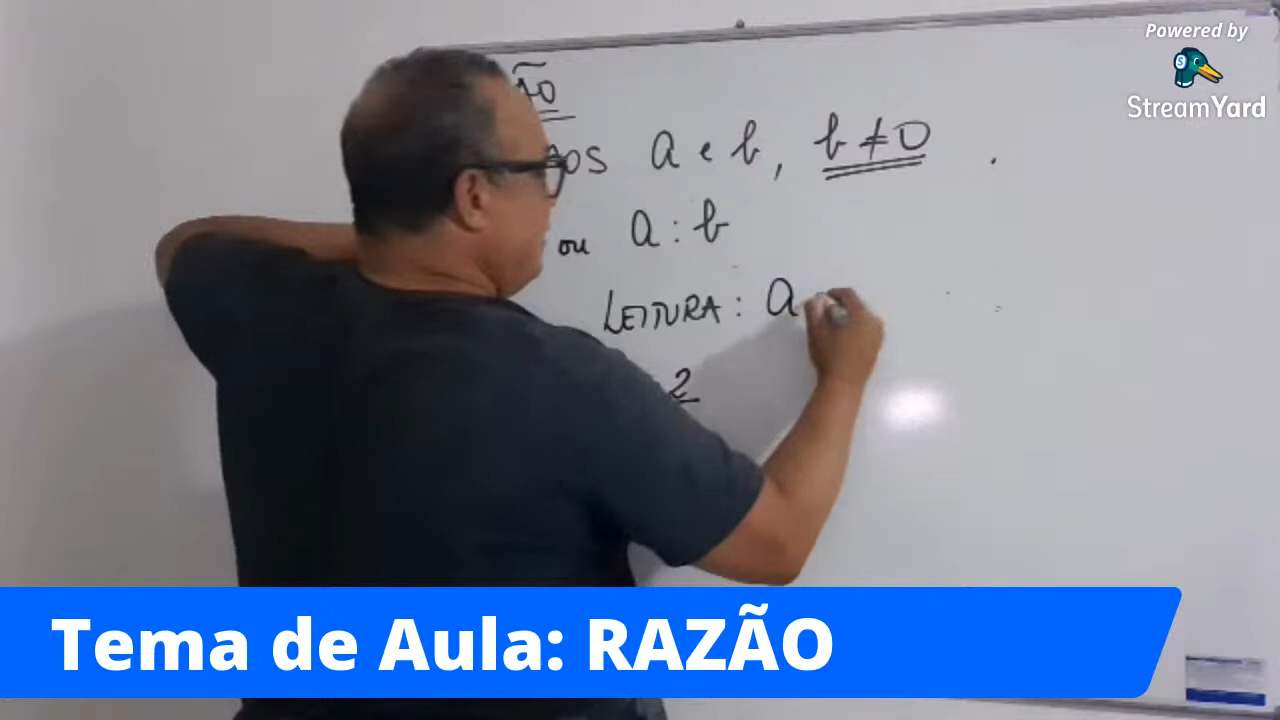 Powered by
StreamYard
ÃO
OS a e b, b ≠ 0
ou a : b
LEITURA: a
2
Tema de Aula: RAZÃO